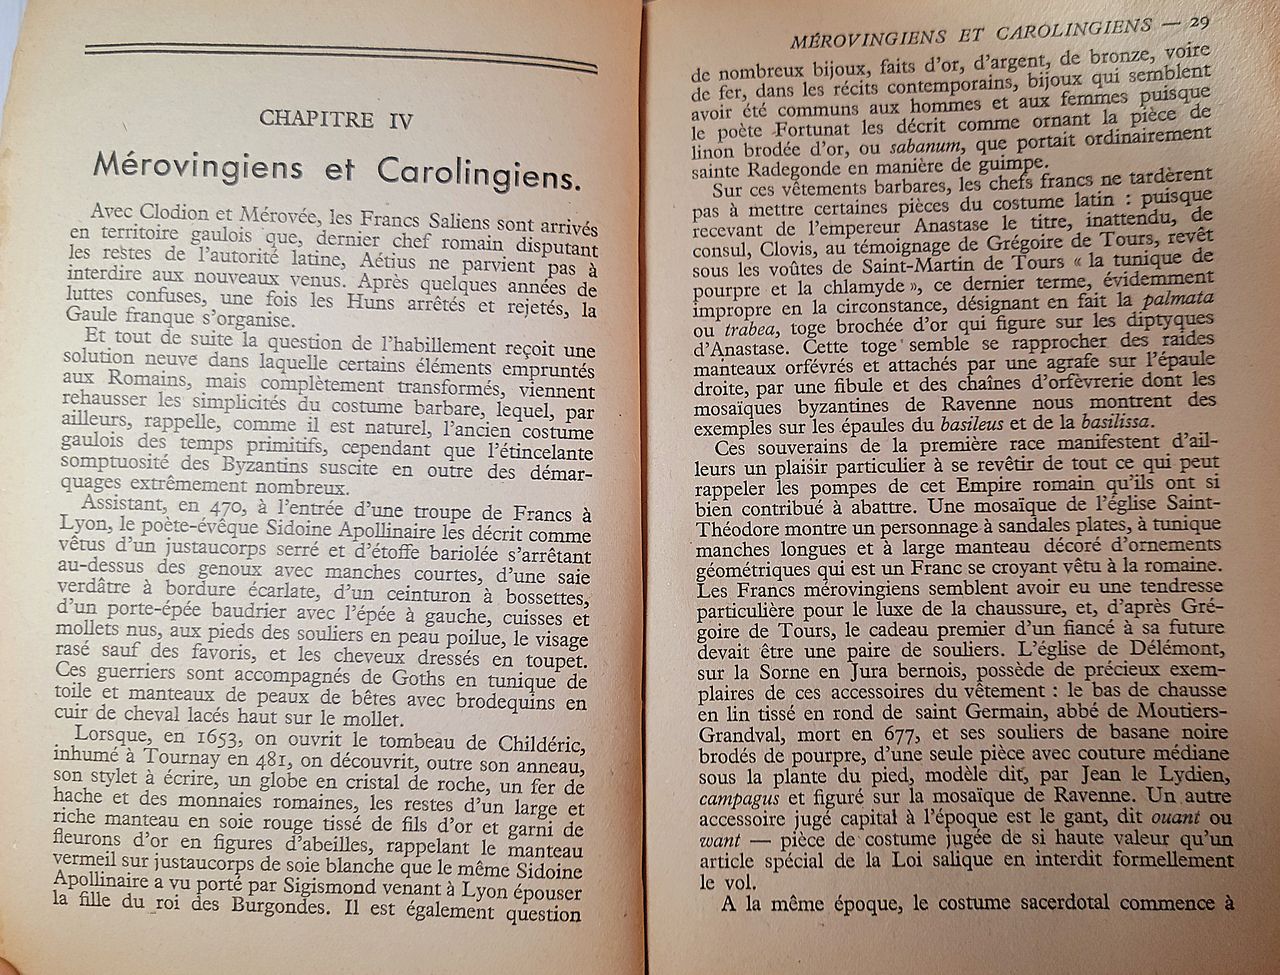 CHAPITRE IV
Mérovingiens et Carolingiens.
Avec Clodion et Mérovée, les Francs Saliens sont arrivés
en territoire gaulois que, dernier chef romain disputant
les restes de l'autorité latine, Aétius ne parvient pas à
interdire aux nouveaux venus. Après quelques années de
luttes confuses, une fois les Huns arrêtés et rejetés, la
Gaule franque s'organise.
Et tout de suite la question de l'habillement reçoit une
solution neuve dans laquelle certains éléments empruntés
aux Romains, mais complètement transformés, viennent
rehausser les simplicités du costume barbare, lequel, par
ailleurs, rappelle, comme il est naturel, l'ancien costume
gaulois des temps primitifs, cependant que l'étincelante
somptuosité des Byzantins suscite en outre des démar-
quages extrêmement nombreux.
Assistant, en 470, à l'entrée d'une troupe de Francs à
Lyon, le poète-évêque Sidoine Apollinaire les décrit comme
vêtus d'un justaucorps serré et d'étoffe bariolée s'arrêtant
au-dessus des genoux avec manches courtes, d'une saie
verdâtre à bordure écarlate, d'un ceinturon à bossettes,
d'un porte-épée baudrier avec l'épée à gauche, cuisses et
mollets nus, aux pieds des souliers en peau poilue, le visage
rasé sauf des favoris, et les cheveux dressés en toupet.
Ces guerriers sont accompagnés de Goths en tunique de
toile et manteaux de peaux de bêtes avec brodequins en
cuir de cheval lacés haut sur le mollet.
Lorsque, en 1653, on ouvrit le tombeau de Childéric,
inhumé à Tournay en 481, on découvrit, outre son anneau,
son stylet à écrire, un globe en cristal de roche, un fer de
hache et des monnaies romaines, les restes d'un large et
riche manteau en soie rouge tissé de fils d'or et garni de
fleurons d'or en figures d'abeilles, rappelant le manteau
vermeil sur justaucorps de soie blanche que le même Sidoine
Apollinaire a vu porté par Sigismond venant à Lyon épouser
la fille du roi des Burgondes. Il est également question
MÉROVINGIENS ET CAROLINGIENS — 29
de nombreux bijoux, faits d'or, d'argent, de bronze, voire
de fer, dans les récits contemporains, bijoux qui semblent
avoir été communs aux hommes et aux femmes puisque
le poète Fortunat les décrit comme ornant la pièce de
linon brodée d'or, ou sabanum, que portait ordinairement
sainte Radegonde en manière de guimpe.
Sur ces vêtements barbares, les chefs francs ne tardèrent
pas à mettre certaines pièces du costume latin : puisque
recevant de l'empereur Anastase le titre, inattendu, de
consul, Clovis, au témoignage de Grégoire de Tours, revêt
sous les voûtes de Saint-Martin de Tours « la tunique de
pourpre et la chlamyde », ce dernier terme, évidemment
impropre en la circonstance, désignant en fait la palmata
ou trabea, toge brochée d'or qui figure sur les diptyques
d'Anastase. Cette toge semble se rapprocher des raides
manteaux orfévrés et attachés par une agrafe sur l'épaule
droite, par une fibule et des chaînes d'orfèvrerie dont les
mosaïques byzantines de Ravenne nous montrent des
exemples sur les épaules du basileus et de la basilissa.
Ces souverains de la première race manifestent d'ail-
leurs un plaisir particulier à se revêtir de tout ce qui peut
rappeler les pompes de cet Empire romain qu'ils ont si
bien contribué à abattre. Une mosaïque de l'église Saint-
Théodore montre un personnage à sandales plates, à tunique
manches longues et à large manteau décoré d'ornements
géométriques qui est un Franc se croyant vêtu à la romaine.
Les Francs mérovingiens semblent avoir eu une tendresse
particulière pour le luxe de la chaussure, et, d'après Gré-
goire de Tours, le cadeau premier d'un fiancé à sa future
devait être une paire de souliers. L'église de Délémont,
sur la Sorne en Jura bernois, possède de précieux exem-
plaires de ces accessoires du vêtement : le bas de chausse
en lin tissé en rond de saint Germain, abbé de Moutiers-
Grandval, mort en 677, et ses souliers de basane noire
brodés de pourpre, d'une seule pièce avec couture médiane
sous la plante du pied, modèle dit, par Jean le Lydien,
campagus et figuré sur la mosaïque de Ravenne. Un autre
accessoire jugé capital à l'époque est le gant, dit ouant ou
want — pièce de costume jugée de si haute valeur qu'un
article spécial de la Loi salique en interdit formellement
le vol.
A la même époque, le costume sacerdotal commence à